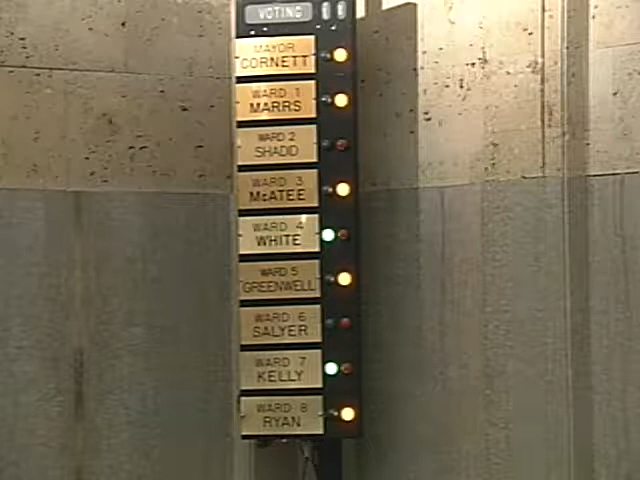 VOTING
MAYOR
CORNETT
WARD 1
MARRS
WARD 2
SHADD
WARD 3
McATEE
WARD 4
WHITE
WARD 5
GREENWELL
WARD 6
SALYER
WARD 7
KELLY
WARD 8
RYAN